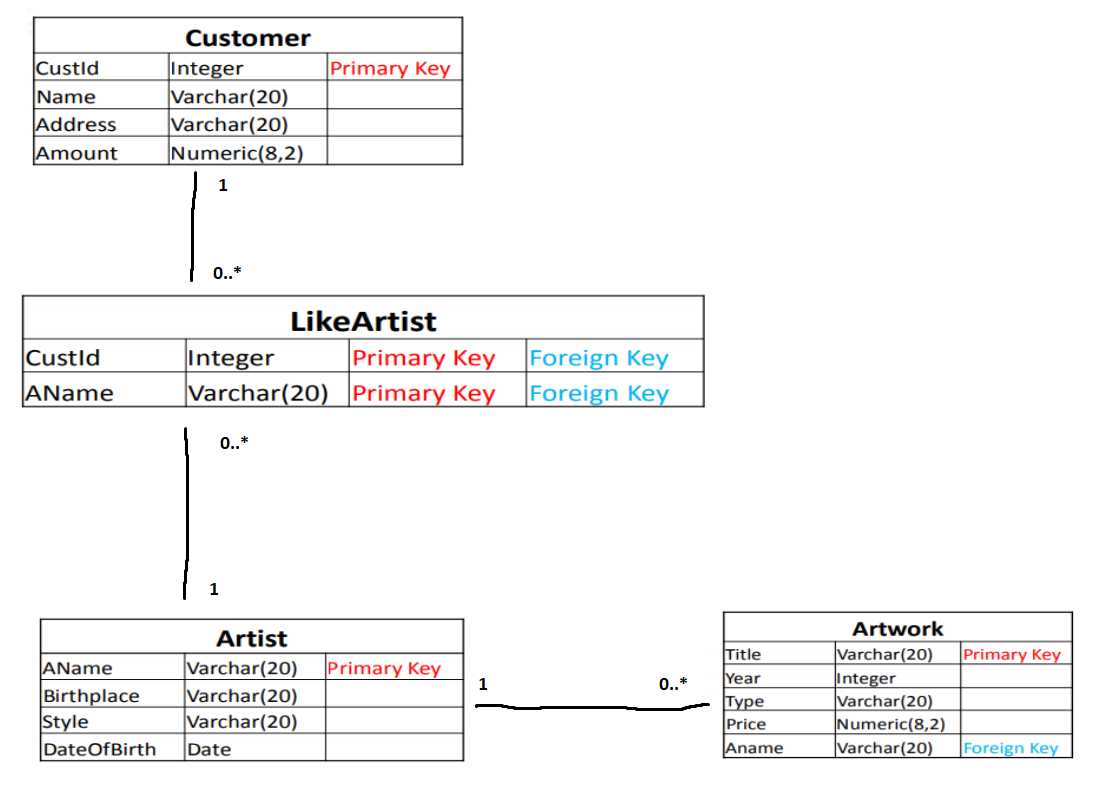 Customer
CustId Integer Primary Key
Name Varchar(20)
Address Varchar(20)
Amount Numeric(8,2)
1
0..*
LikeArtist
CustId Integer Primary Key Foreign Key
AName Varchar(20) Primary Key Foreign Key
0..*
1
Artist
AName Varchar(20) Primary Key
Birthplace Varchar(20)
Style Varchar(20)
DateOfBirth Date
1 0..*
Artwork
Title Varchar(20) Primary Key
Year Integer
Type Varchar(20)
Price Numeric(8,2)
Aname Varchar(20) Foreign Key